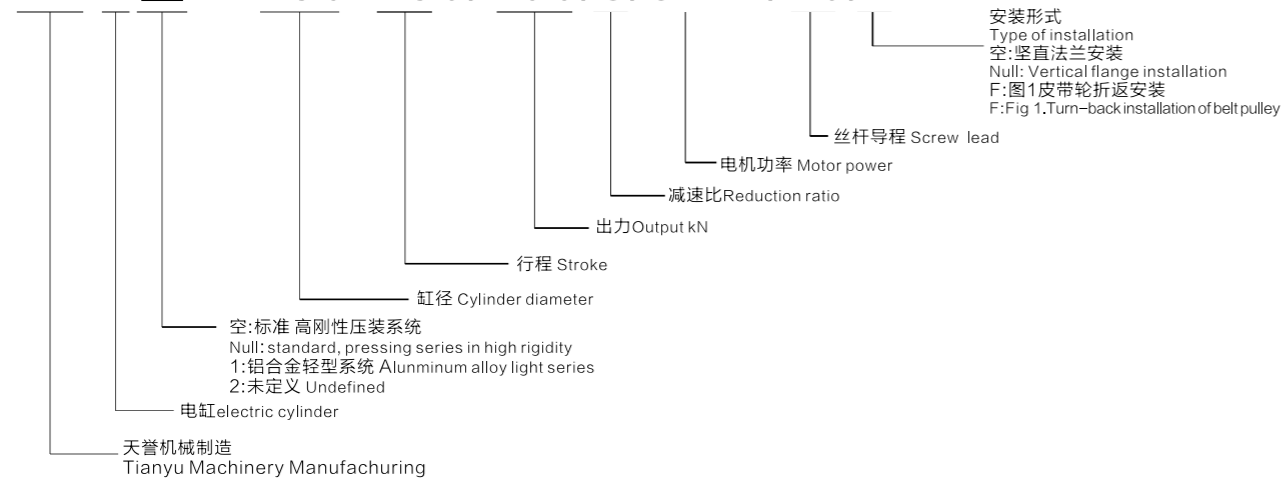 安装形式
Type of installation
空:坚直法兰安装
Null: Vertical flange installation
F:图1皮带轮折返安装
F:Fig 1.Turn-back installation of belt pulley
丝杆导程 Screw lead
电机功率 Motor power
减速比Reduction ratio
出力Output kN
行程 Stroke
缸径 Cylinder diameter
空:标准 高刚性压装系统
Null: standard, pressing series in high rigidity
1:铝合金轻型系统 Alunminum alloy light series
2:未定义 Undefined
电缸electric cylinder
天誉机械制造
Tianyu Machinery Manufachuring